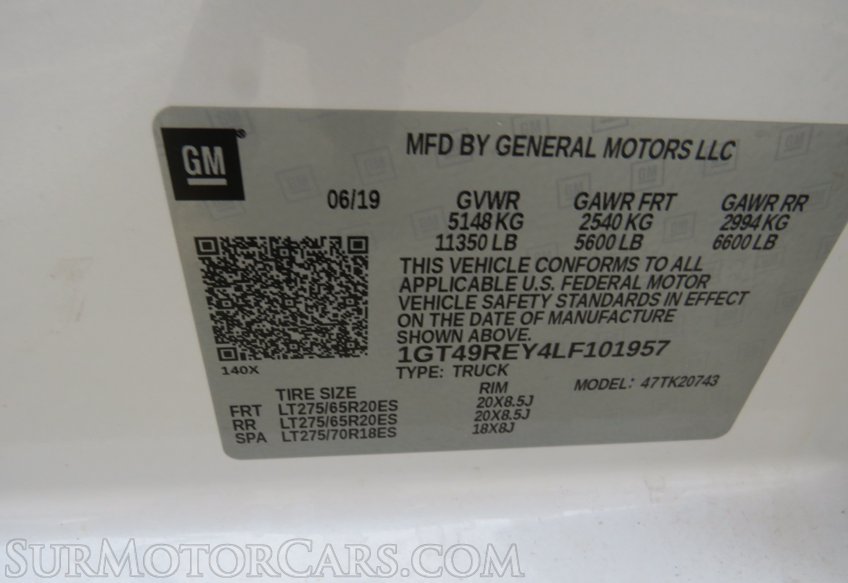 GM
MFD BY GENERAL MOTORS LLC
06/19 GVWR GAWR FRT GAWR RR
5148 KG 2540 KG 2994 KG
11350 LB 5600 LB 6600 LB
THIS VEHICLE CONFORMS TO ALL
APPLICABLE U.S. FEDERAL MOTOR
VEHICLE SAFETY STANDARDS IN EFFECT
ON THE DATE OF MANUFACTURE
SHOWN ABOVE.
1GT49REY4LF101957
140X TYPE: TRUCK MODEL: 47TK20743
TIRE SIZE RIM
FRT LT275/65R20ES 20X8.5J
RR LT275/65R20ES 20X8.5J
SPA LT275/70R18ES 18X8J
SURMOTORCARS.COM